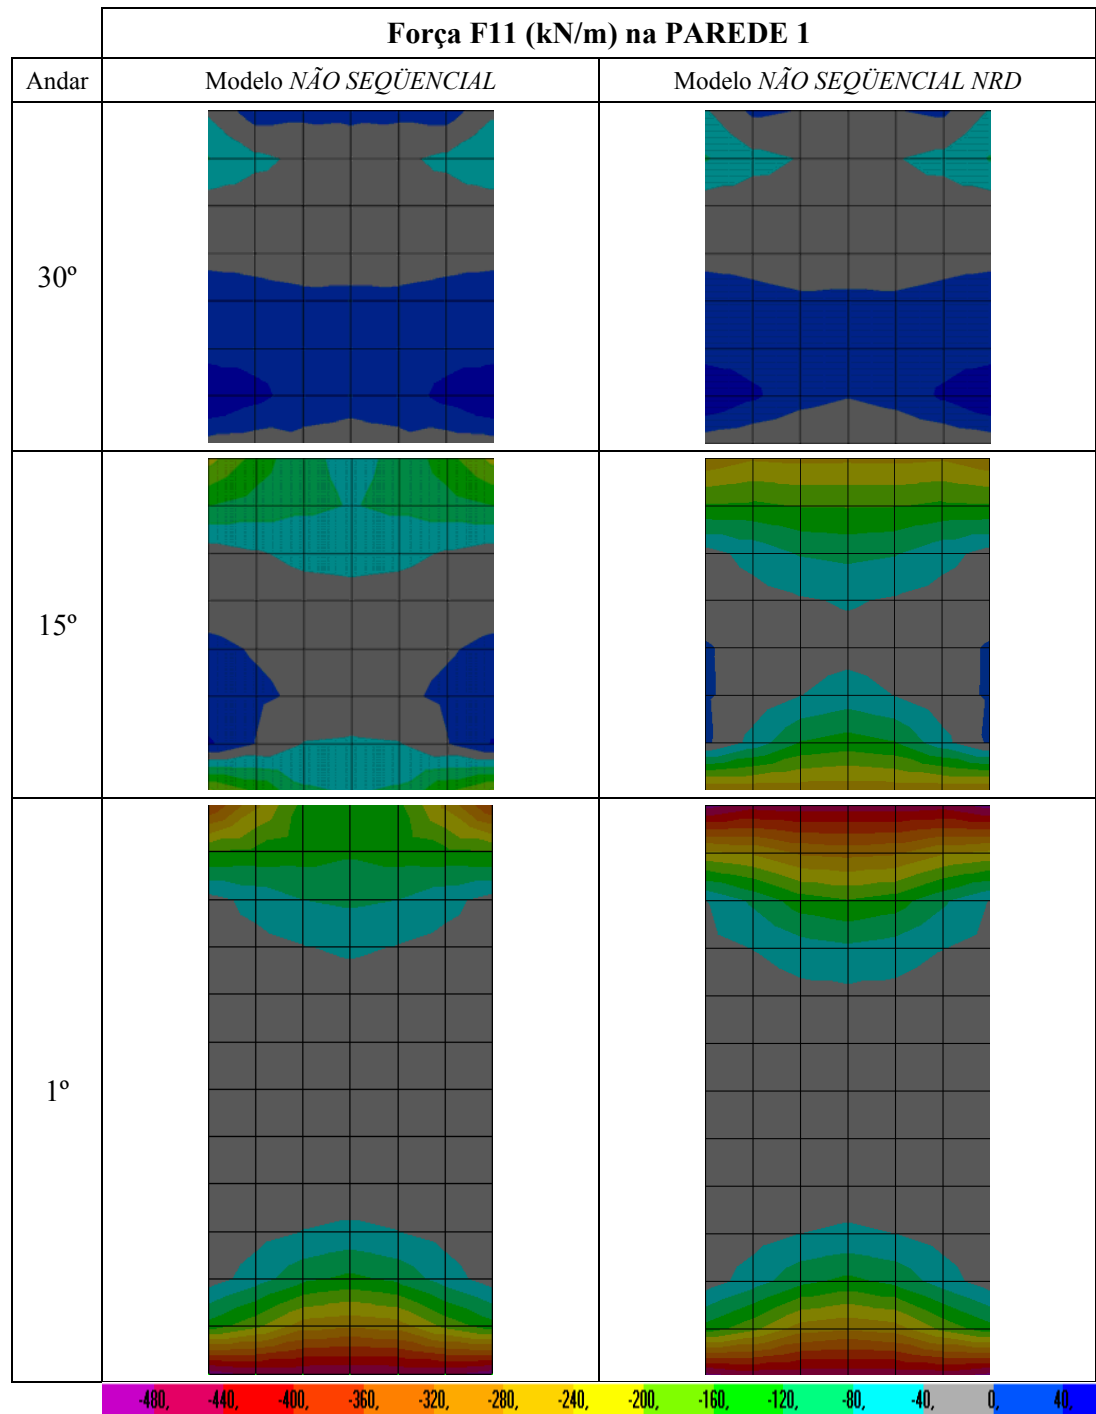 Força F11 (kN/m) na PAREDE 1
Andar
Modelo NÃO SEQÜENCIAL
Modelo NÃO SEQÜENCIAL NRD
30º
15º
1º
-480, -440, -400, -360, -320, -280, -240, -200, -160, -120, -80, -40, 0, 40,